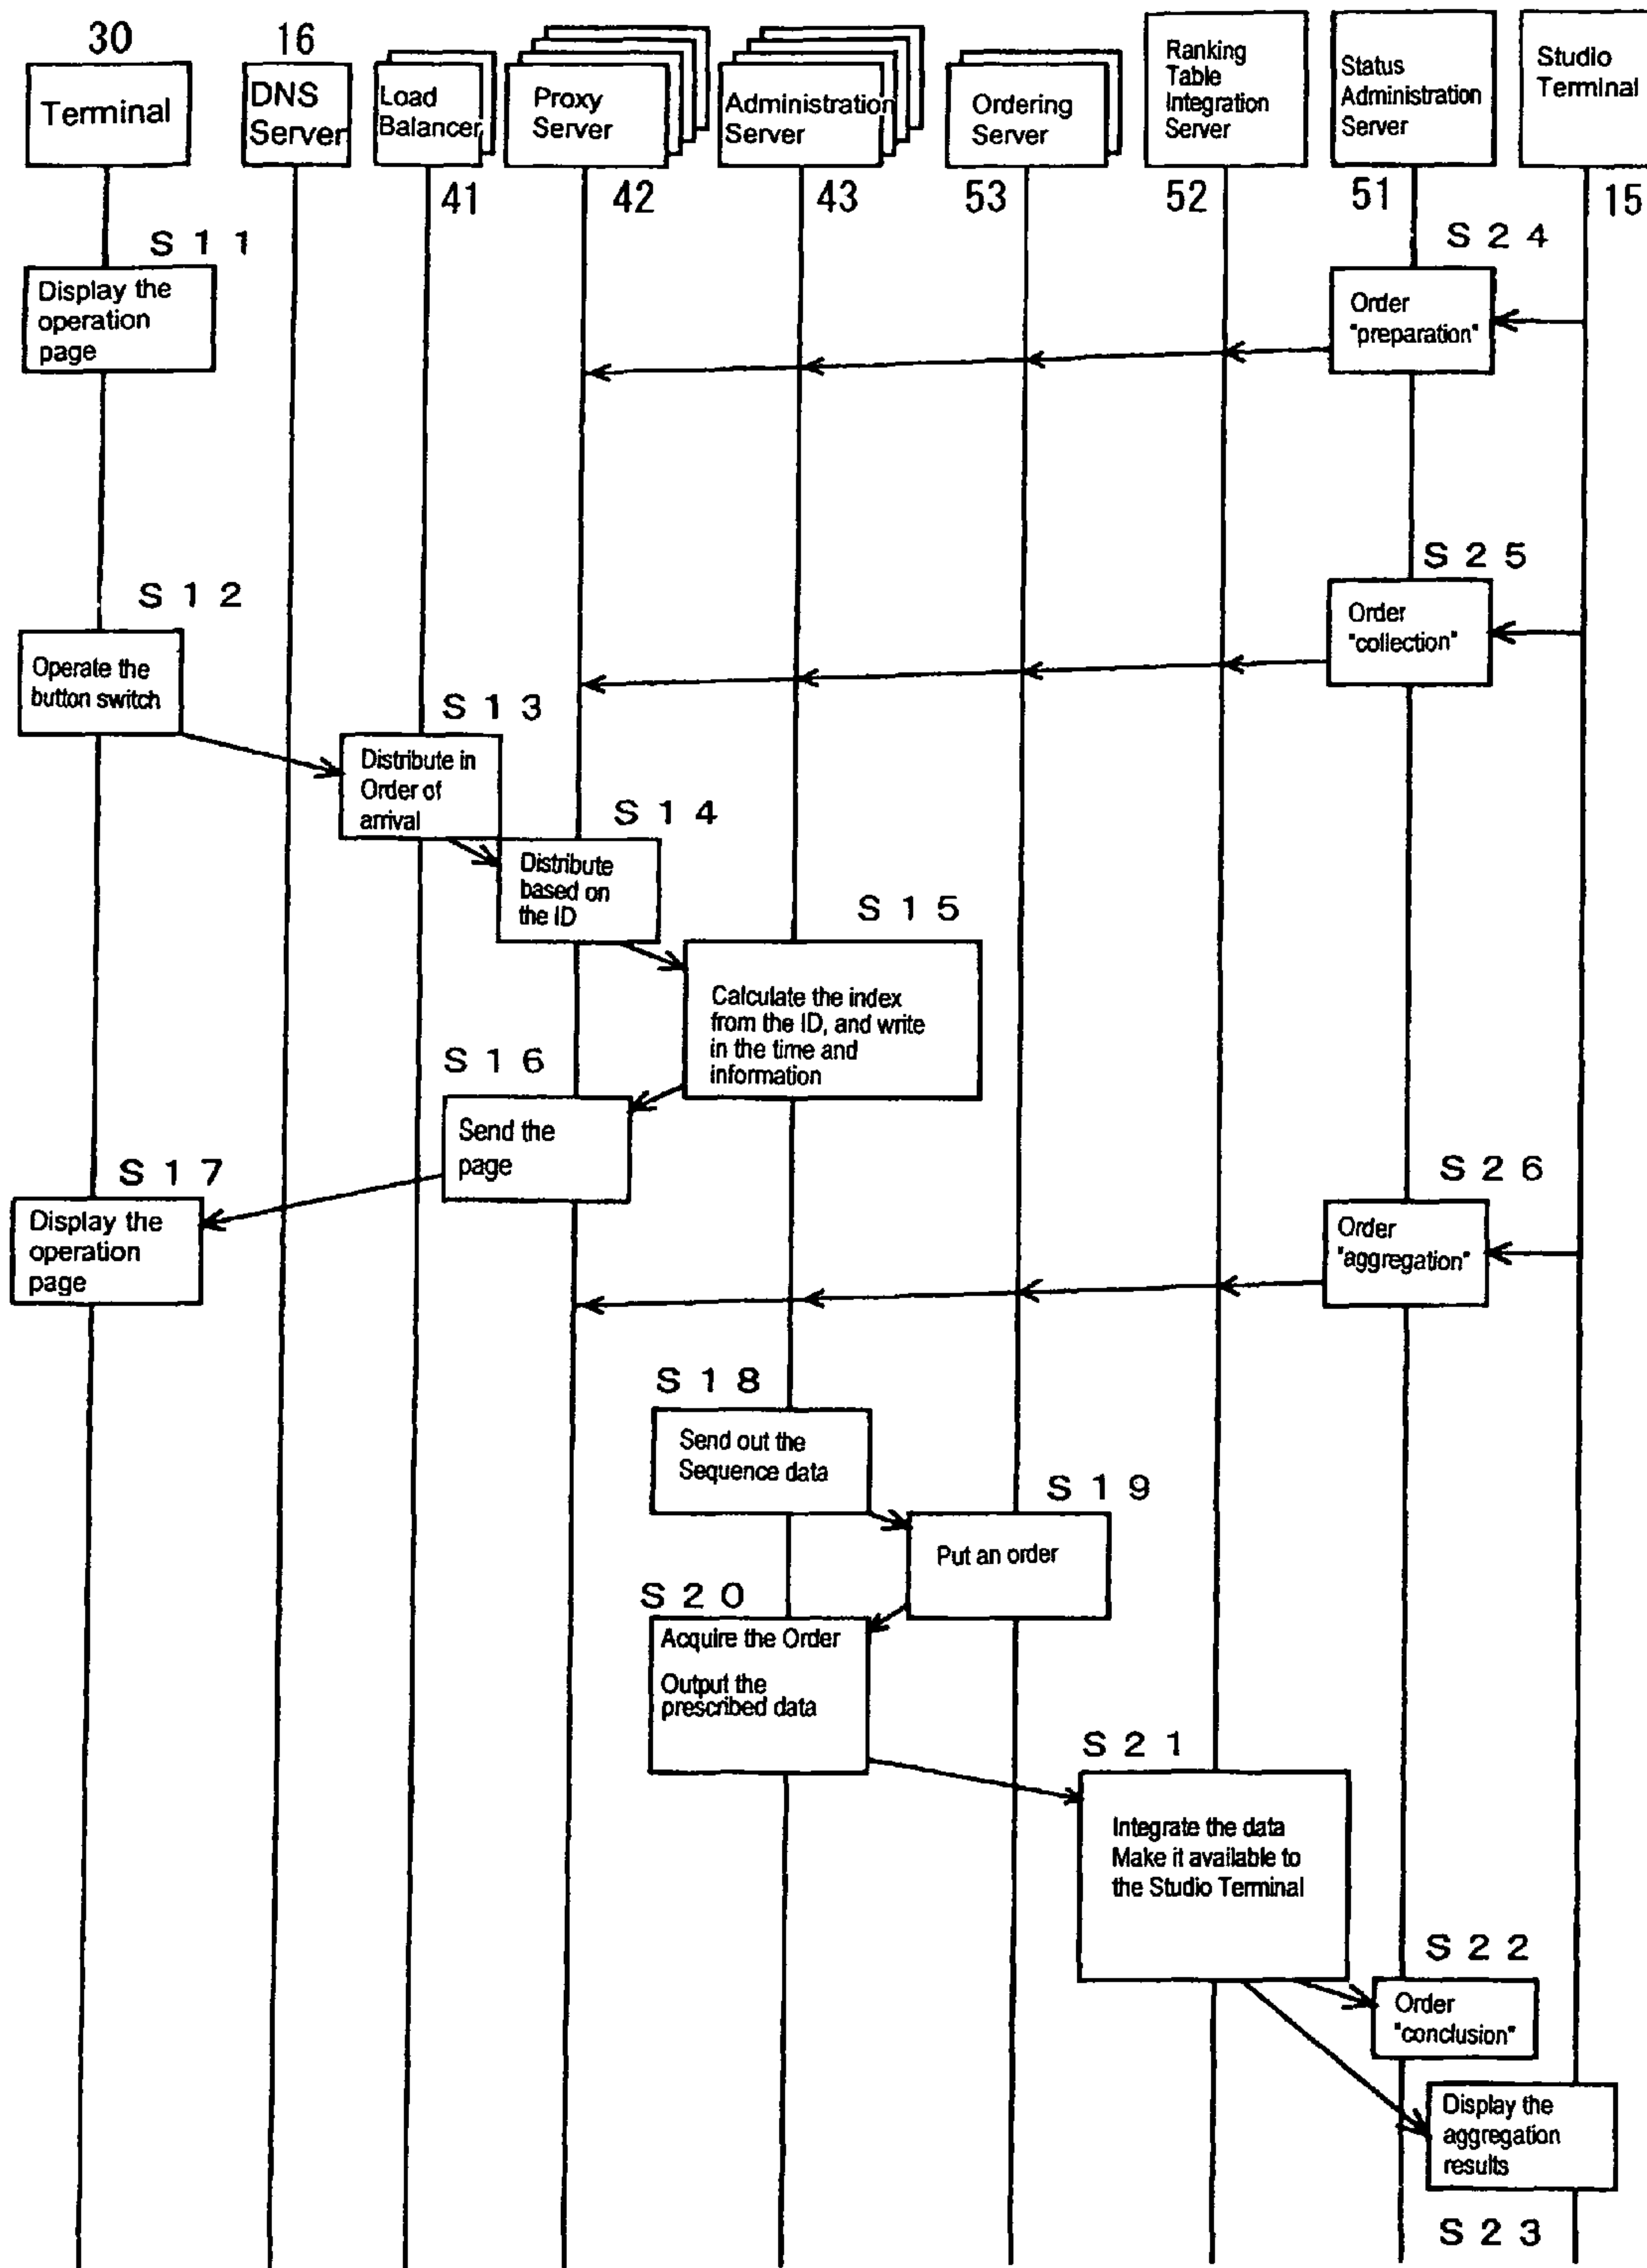 30
16
Terminal
DNS
Server
Load
Balancer
Proxy
Server
Administration
Server
Ordering
Server
Ranking
Table
Integration
Server
Status
Administration
Server
Studio
Terminal
41
42
43
53
52
51
15
S 1 1
Display the
operation
page
S 2 4
Order
"preparation"
S 2 5
Order
"collection"
S 1 2
Operate the
button switch
S 1 3
Distribute in
Order of
arrival
S 1 4
Distribute
based on
the ID
S 1 5
Calculate the index
from the ID, and write
in the time and
information
S 1 6
Send the
page
S 1 7
Display the
operation
page
S 2 6
Order
"aggregation"
S 1 8
Send out the
Sequence data
S 1 9
Put an order
S 2 0
Acquire the Order
Output the
prescribed data
S 2 1
Integrate the data
Make it available to
the Studio Terminal
S 2 2
Order
"conclusion"
Display the
aggregation
results
S 2 3